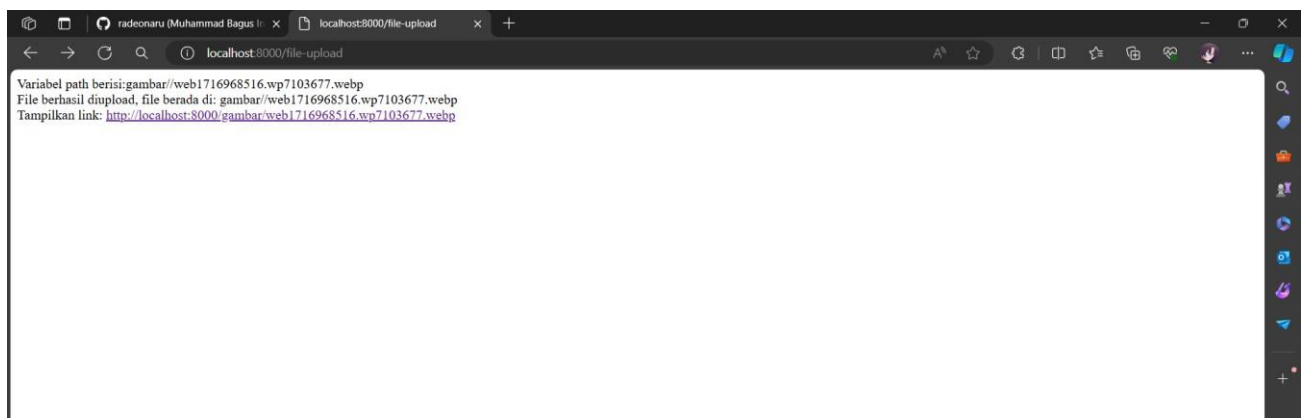 radeonaru (Muhammad Bagus In
localhost:8000/file-upload
localhost:8000/file-upload
Variabel path berisi:gambar//web1716968516.wp7103677.webp
File berhasil diupload, file berada di: gambar//web1716968516.wp7103677.webp
Tampilkan link: http://localhost:8000/gambar/web1716968516.wp7103677.webp